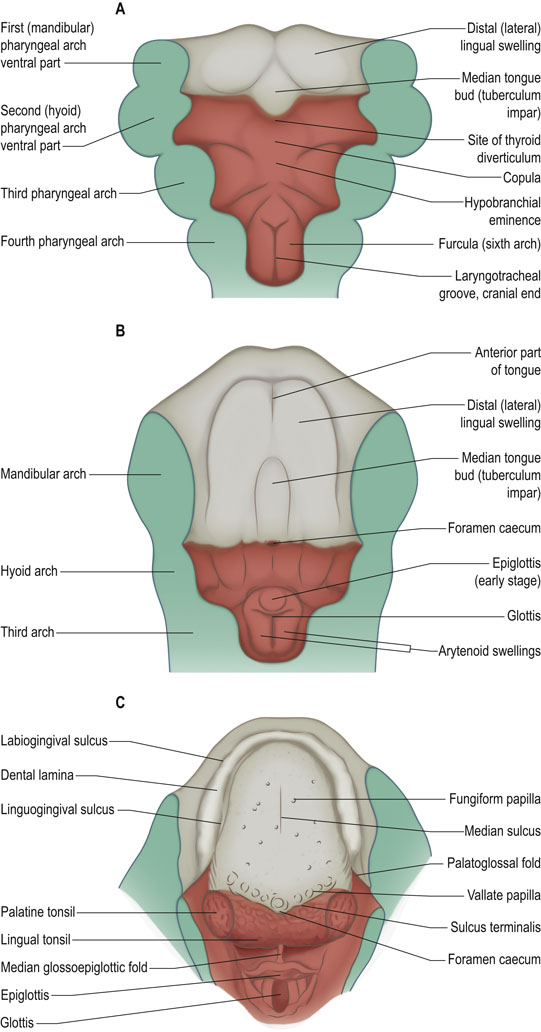 A
First (mandibular)
pharyngeal arch
ventral part
Second (hyoid)
pharyngeal arch
ventral part
Third pharyngeal arch
Fourth pharyngeal arch
Distal (lateral)
lingual swelling
Median tongue
bud (tuberculum
impar)
Site of thyroid
diverticulum
Copula
Hypobranchial
eminence
Furcula (sixth arch)
Laryngotracheal
groove, cranial end
B
Mandibular arch
Hyoid arch
Third arch
Anterior part
of tongue
Distal (lateral)
lingual swelling
Median tongue
bud (tuberculum
impar)
Foramen caecum
Epiglottis
(early stage)
Glottis
Arytenoid swellings
C
Labiogingival sulcus
Dental lamina
Linguogingival sulcus
Palatine tonsil
Lingual tonsil
Median glossoepiglottic fold
Epiglottis
Glottis
Fungiform papilla
Median sulcus
Palatoglossal fold
Vallate papilla
Sulcus terminalis
Foramen caecum